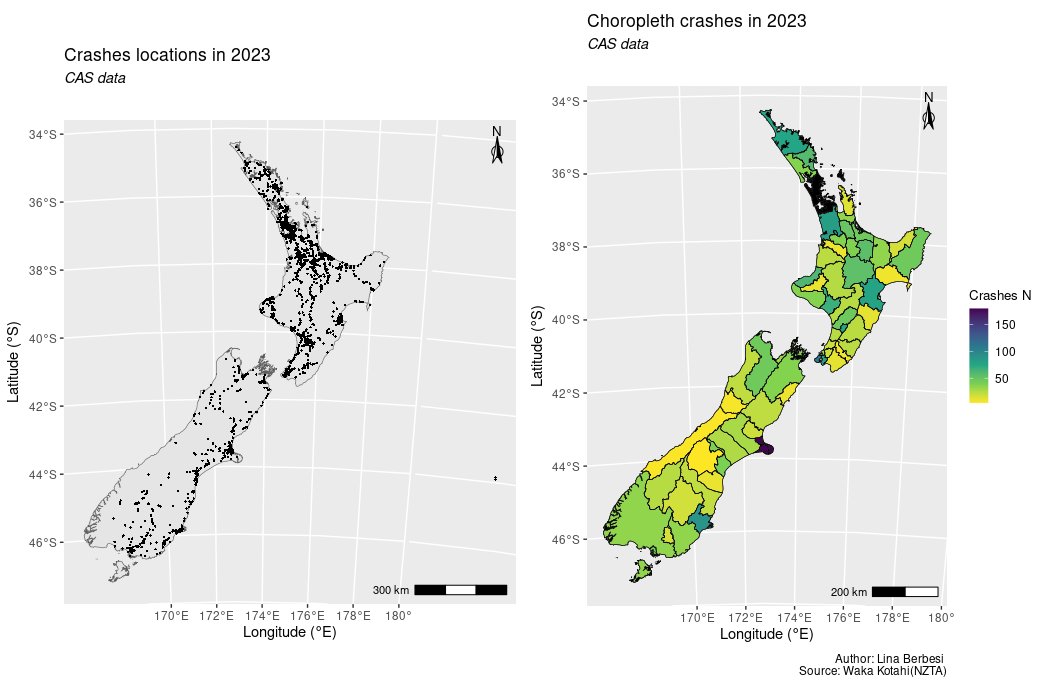 Crashes locations in 2023
CAS data
N
34°S
36°S
38°S
40°S
42°S
44°S
46°S
Latitude (°S)
300 km
170°E 172°E 174°E 176°E 178°E 180°
Longitude (°E)
Choropleth crashes in 2023
CAS data
N
34°S
36°S
38°S
40°S
42°S
44°S
46°S
Latitude (°S)
200 km
170°E 172°E 174°E 176°E 178°E 180°
Longitude (°E)
Crashes N
150
100
50
Author: Lina Berbesi
Source: Waka Kotahi(NZTA)